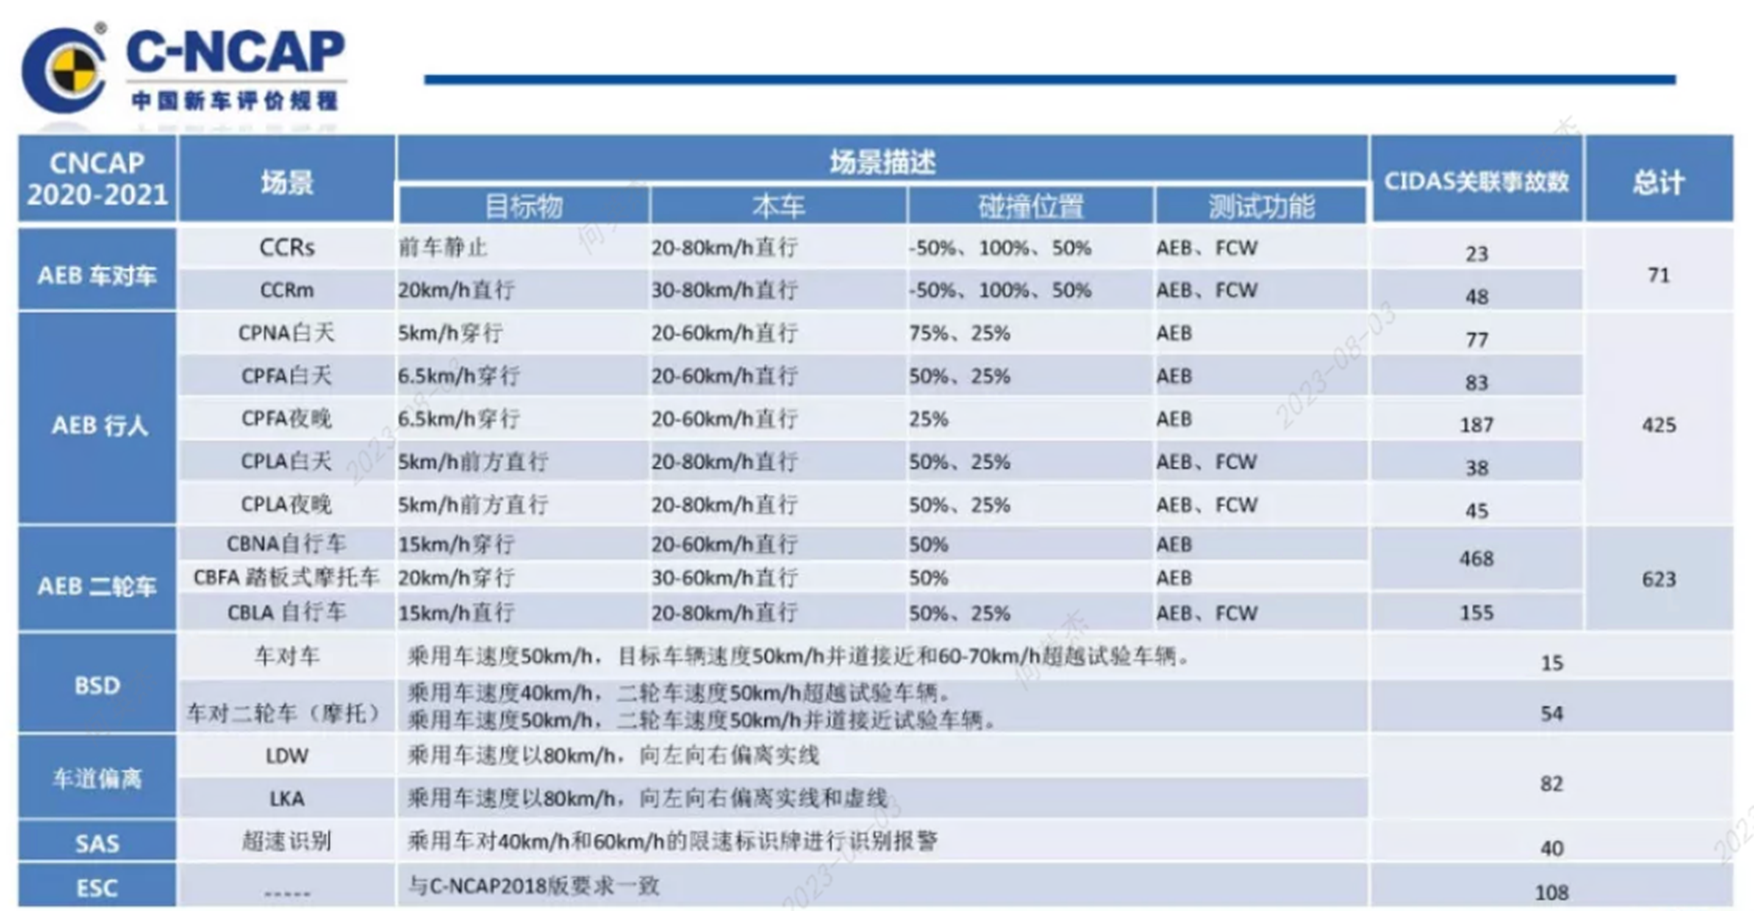 C-NCAP
®
中国新车评价规程
CNCAP 2020-2021 场景 场景描述 CIDAS关联事故数 总计
目标物 本车 碰撞位置 测试功能
AEB 车对车 CCRs 前车静止 20-80km/h直行 -50%、100%、50% AEB、FCW 23 71
CCRm 20km/h直行 30-80km/h直行 -50%、100%、50% AEB、FCW 48
AEB 行人 CPNA白天 5km/h穿行 20-60km/h直行 75%、25% AEB 77 425
CPFA白天 6.5km/h穿行 20-60km/h直行 50%、25% AEB 83
CPFA夜晚 6.5km/h穿行 20-60km/h直行 25% AEB 187
CPLA白天 5km/h前方直行 20-80km/h直行 50%、25% AEB、FCW 38
CPLA夜晚 5km/h前方直行 20-80km/h直行 50%、25% AEB、FCW 45
AEB 二轮车 CBNA自行车 15km/h穿行 20-60km/h直行 50% AEB 468 623
CBFA 踏板式摩托车 20km/h穿行 30-60km/h直行 50% AEB
CBLA 自行车 15km/h直行 20-80km/h直行 50%、25% AEB、FCW 155
BSD 车对车 乘用车速度50km/h，目标车辆速度50km/h并道接近和60-70km/h超越试验车辆。 15
车对二轮车（摩托） 乘用车速度40km/h，二轮车速度50km/h超越试验车辆。 54
乘用车速度50km/h，二轮车速度50km/h并道接近试验车辆。
车道偏离 LDW 乘用车速度以80km/h，向左向右偏离实线 82
LKA 乘用车速度以80km/h，向左向右偏离实线和虚线
SAS 超速识别 乘用车对40km/h和60km/h的限速标识牌进行识别报警 40
ESC ----- 与C-NCAP2018版要求一致 108
2023-08-03
2023-08-03
2023-08-03